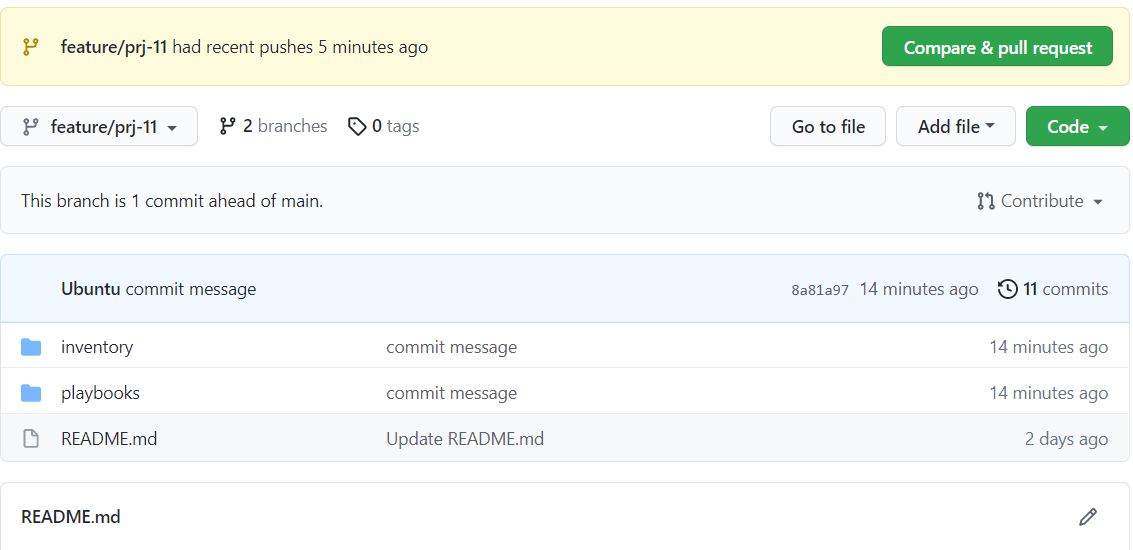 feature/prj-11 had recent pushes 5 minutes ago Compare & pull request
feature/prj-11 2 branches 0 tags Go to file Add file Code
This branch is 1 commit ahead of main. Contribute
Ubuntu commit message 8a81a97 14 minutes ago 11 commits
inventory commit message 14 minutes ago
playbooks commit message 14 minutes ago
README.md Update README.md 2 days ago
README.md